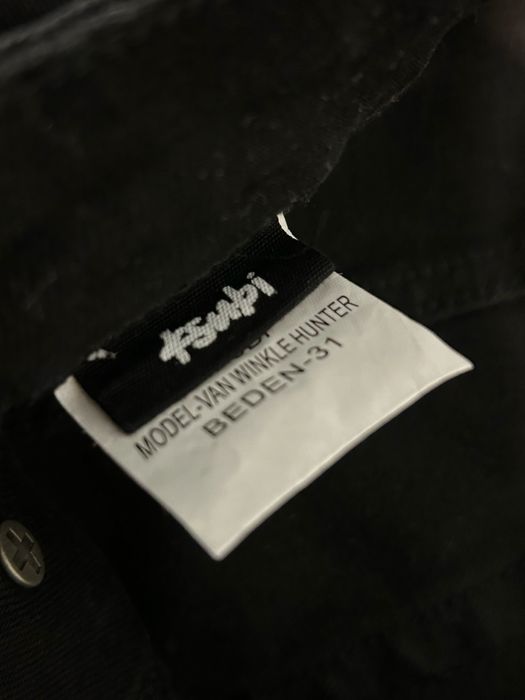 ksubi
MODEL-VAN WINKLE HUNTER
BEDEN-31